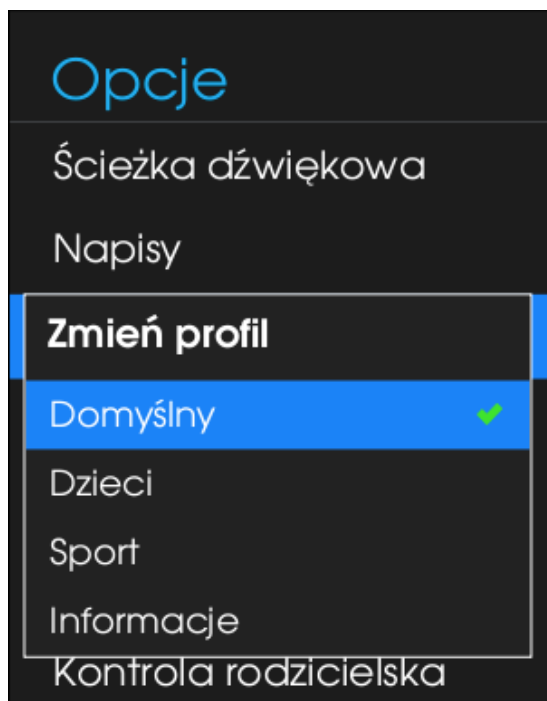 Opcje
Ścieżka dźwiękowa
Napisy
Zmień profil
Domyślny
Dzieci
Sport
Informacje
Kontrola rodzicielska